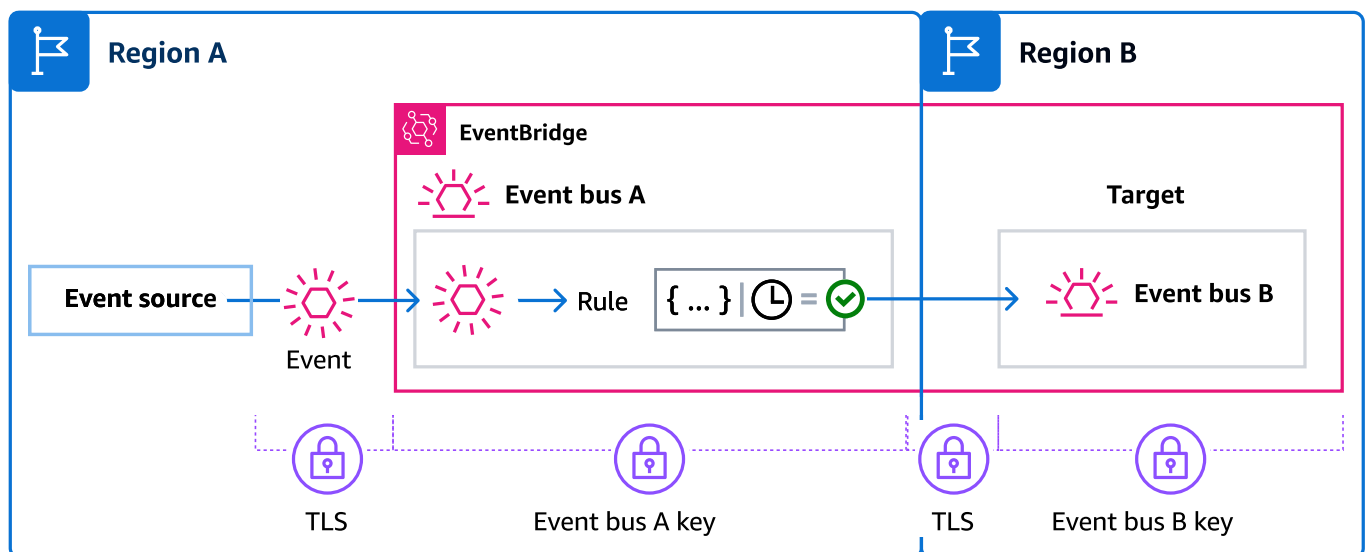 Region A
Region B
EventBridge
Event bus A
Target
Event source
Event
Rule
{ ... } | =
Event bus B
TLS
Event bus A key
TLS
Event bus B key